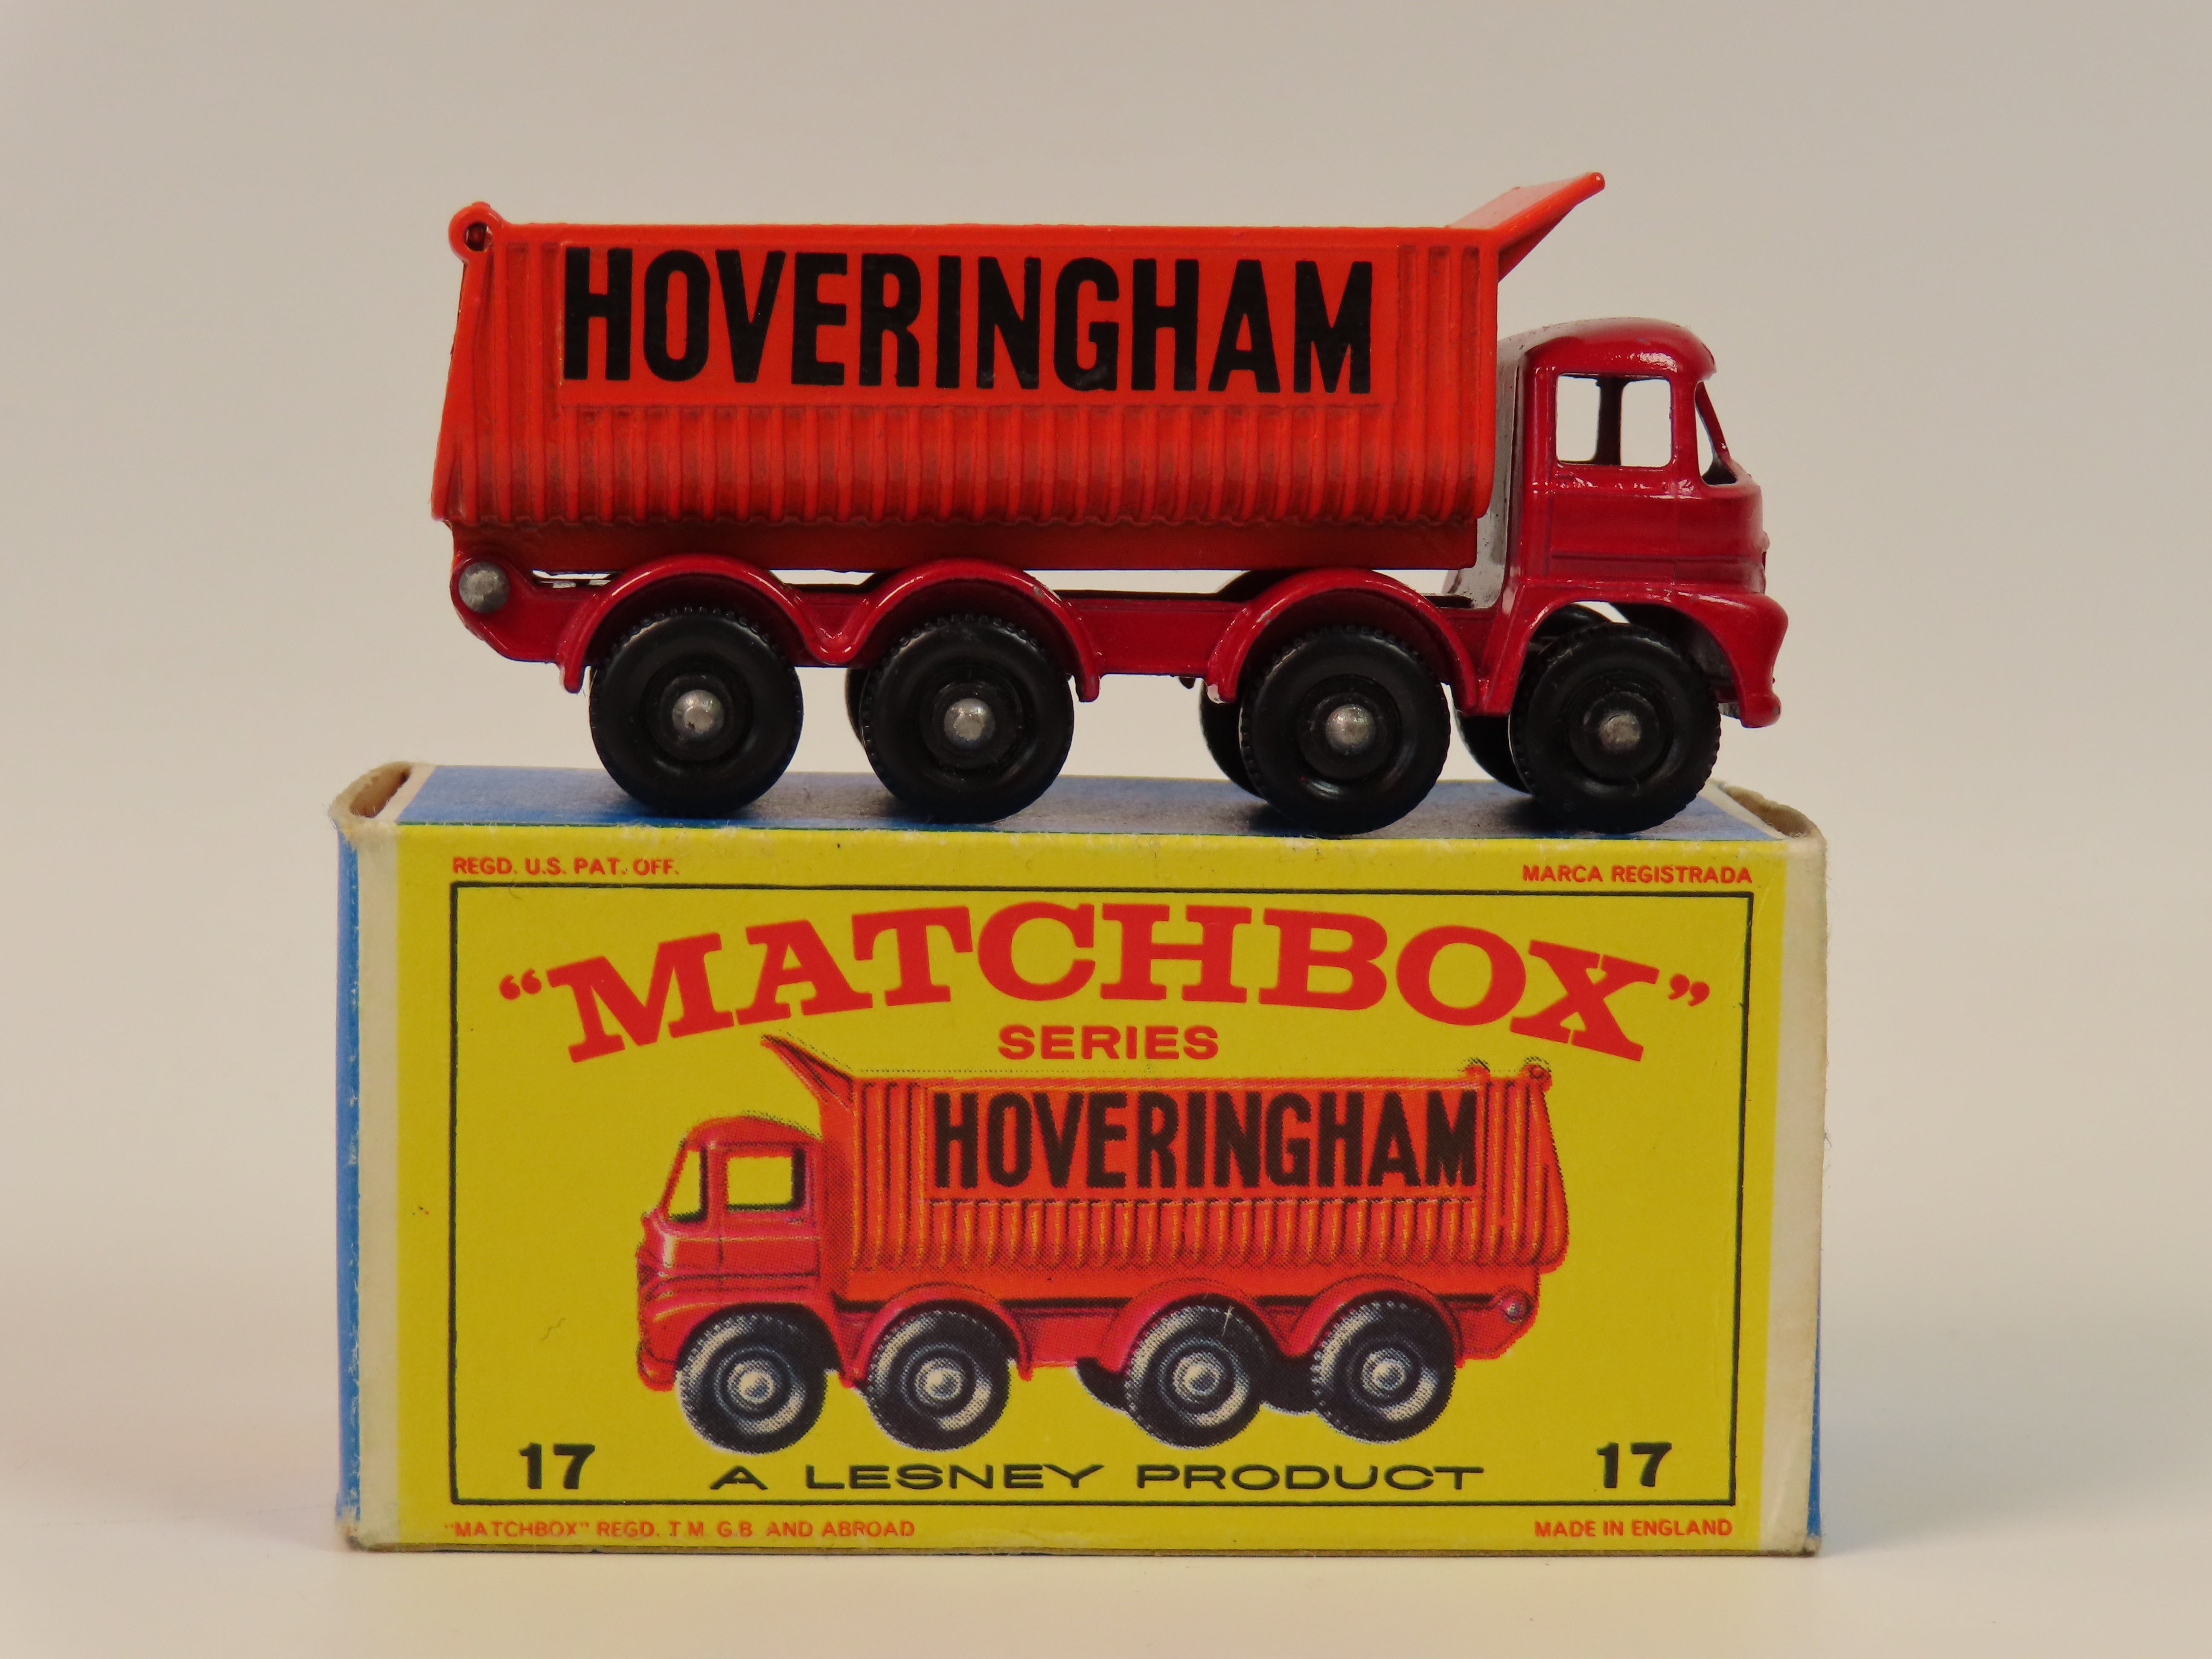 HOVERINGHAM
REGD. U.S. PAT. OFF.
MARCA REGISTRADA
“MATCHBOX”
SERIES
HOVERINGHAM
17
A LESNEY PRODUCT
17
"MATCHBOX" REGD. T.M. G.B. AND ABROAD
MADE IN ENGLAND